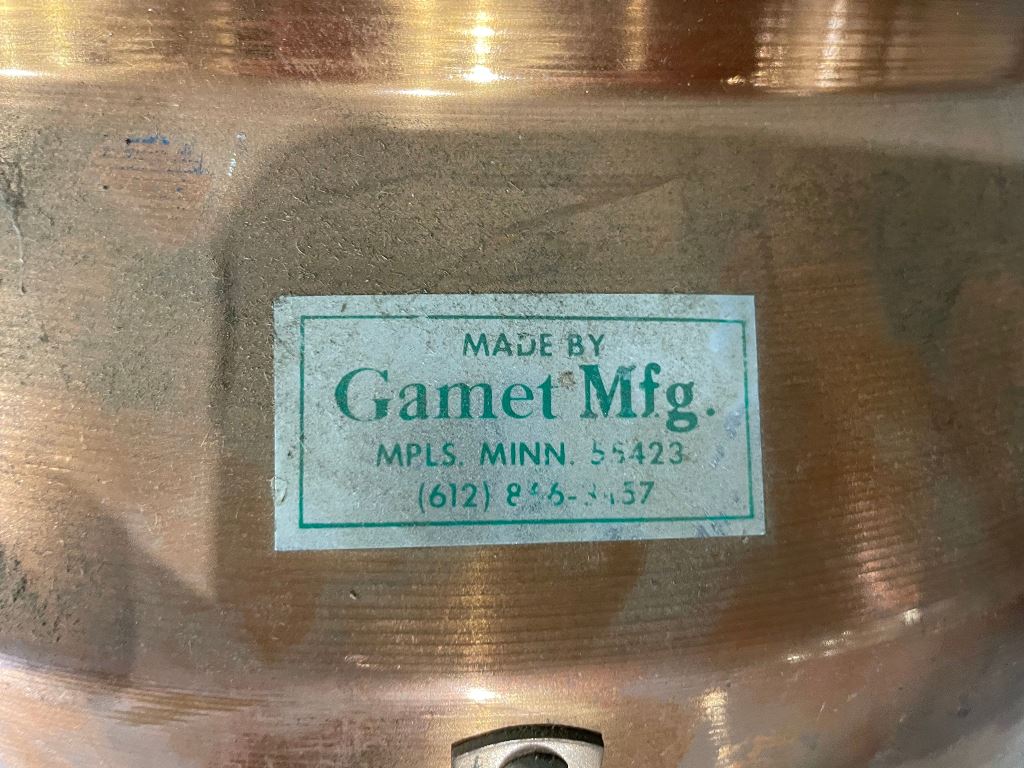 MADE BY
Gamet Mfg.
MPLS. MINN. 55423
(612)